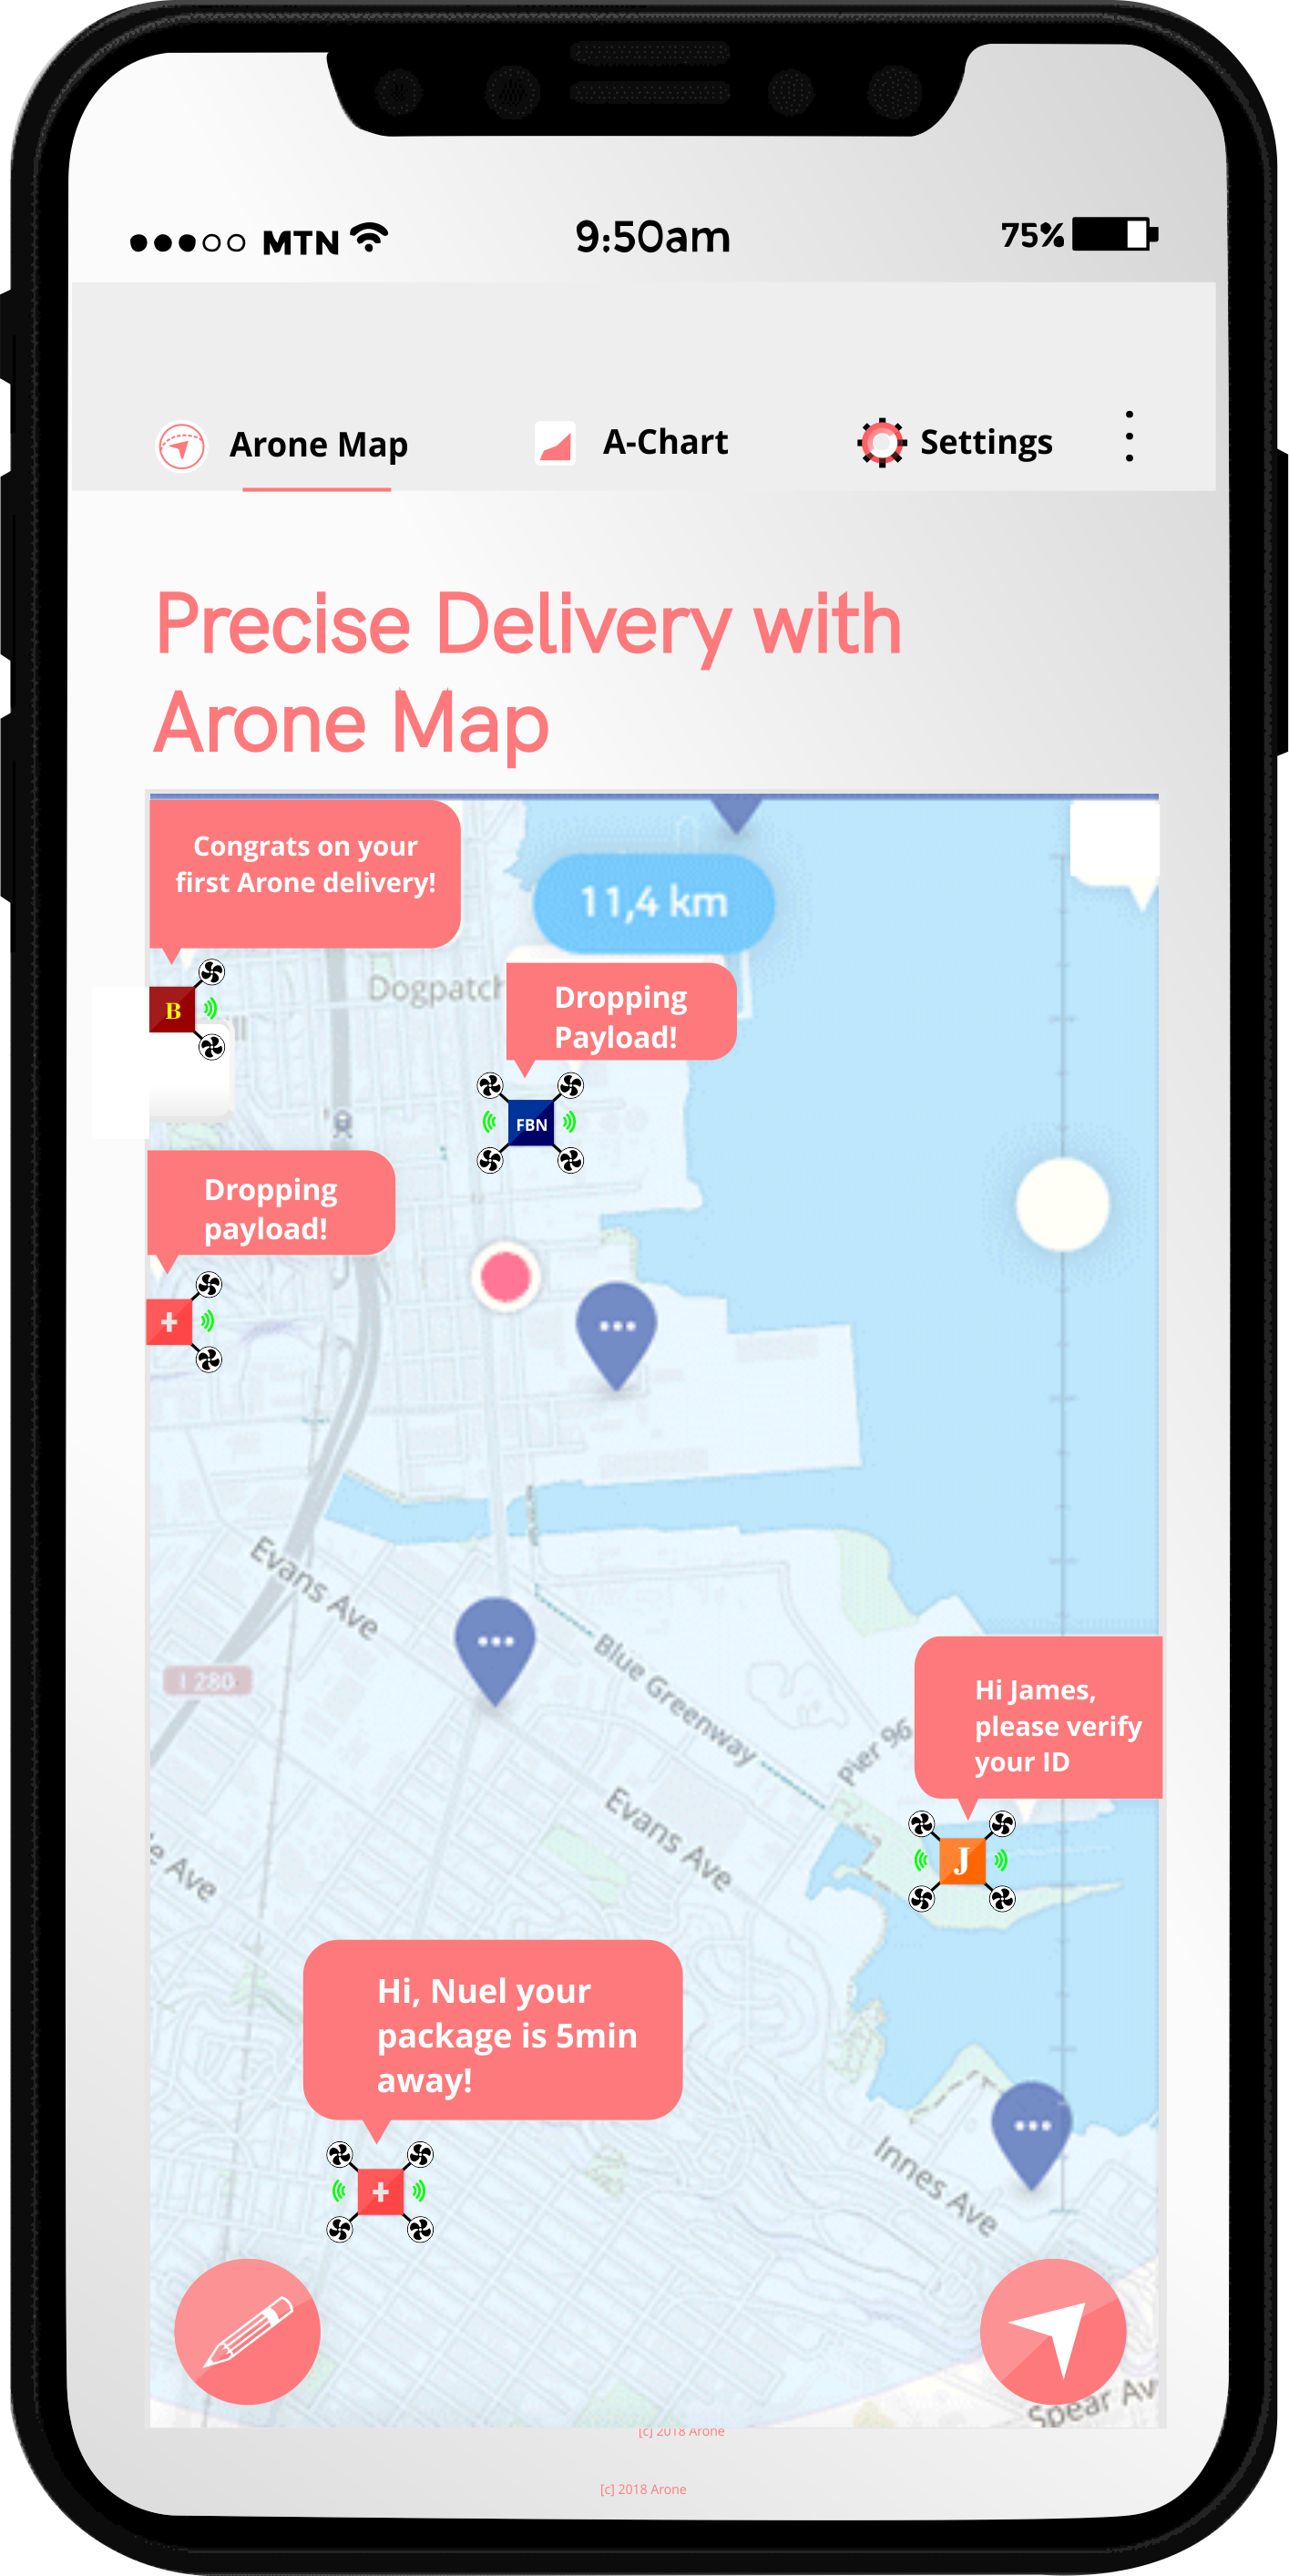 MTN 9:50am 75%
Arone Map A-Chart Settings
Precise Delivery with
Arone Map
Congrats on your
first Arone delivery!
11,4 km
Dogpatch
Dropping
Payload!
B
FBN
Dropping
payload!
+
Evans Ave
I 280
Blue Greenway
Pier 96
Hi James,
please verify
your ID
Evans Ave
J
Ave
Hi, Nuel your
package is 5min
away!
+
Innes Ave
Spear Av
[c] 2018 Arone
[c] 2018 Arone